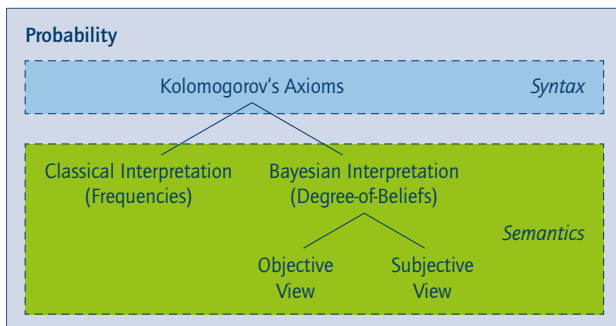 Probability
Kolomogorov's Axioms
Syntax
Classical Interpretation
(Frequencies)
Bayesian Interpretation
(Degree-of-Beliefs)
Semantics
Objective
View
Subjective
View